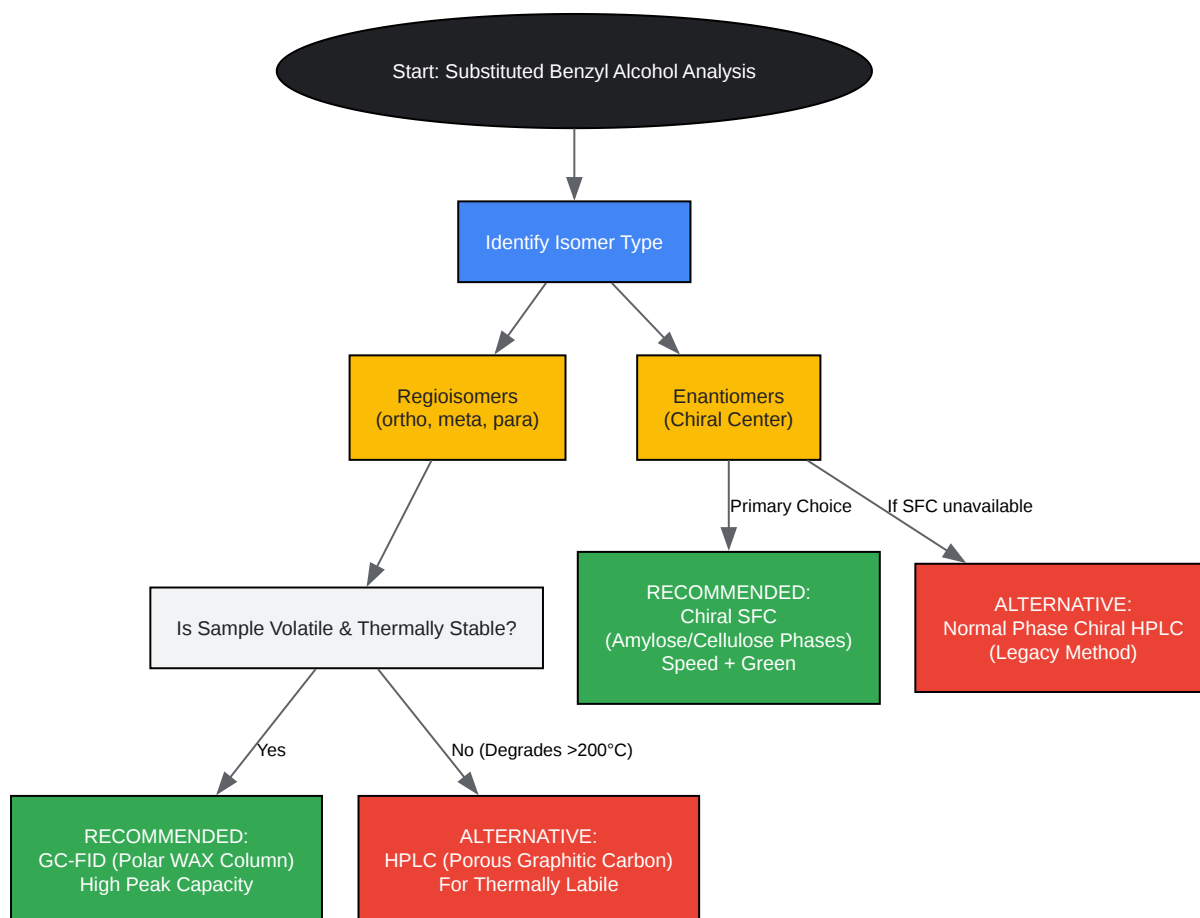 Start: Substituted Benzyl Alcohol Analysis
Identify Isomer Type
Regioisomers
(ortho, meta, para)
Enantiomers
(Chiral Center)
Primary Choice
If SFC unavailable
RECOMMENDED:
Chiral SFC
(Amylose/Cellulose Phases)
Speed + Green
ALTERNATIVE:
Normal Phase Chiral HPLC
(Legacy Method)
Is Sample Volatile & Thermally Stable?
Yes
No (Degrades >200°C)
RECOMMENDED:
GC-FID (Polar WAX Column)
High Peak Capacity
ALTERNATIVE:
HPLC (Porous Graphitic Carbon)
For Thermally Labile